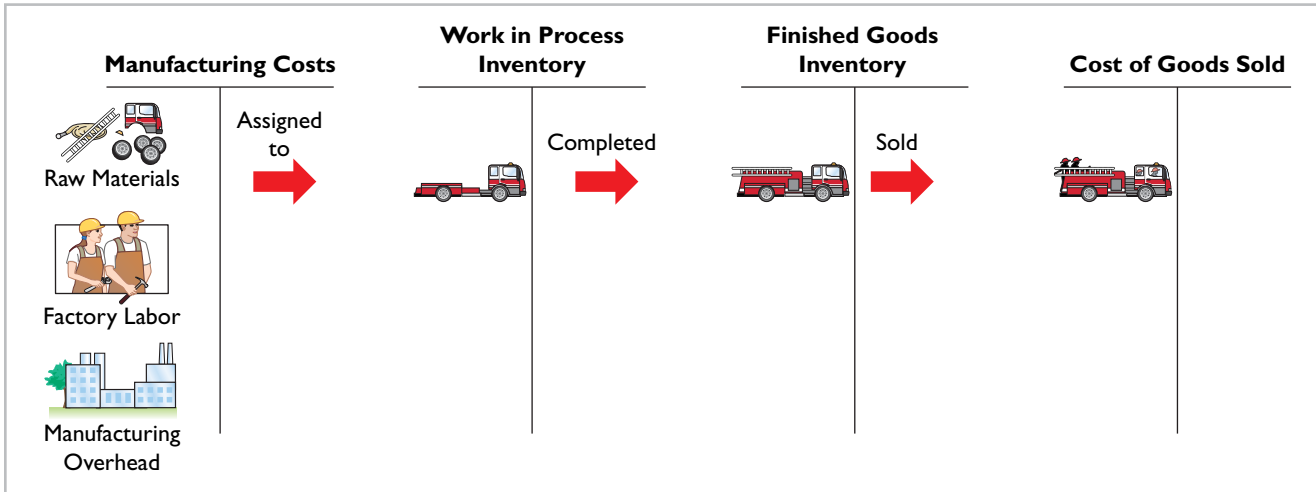 Manufacturing Costs
Work in Process
Inventory
Finished Goods
Inventory
Cost of Goods Sold
Assigned
to
Completed
Sold
Raw Materials
Factory Labor
Manufacturing
Overhead